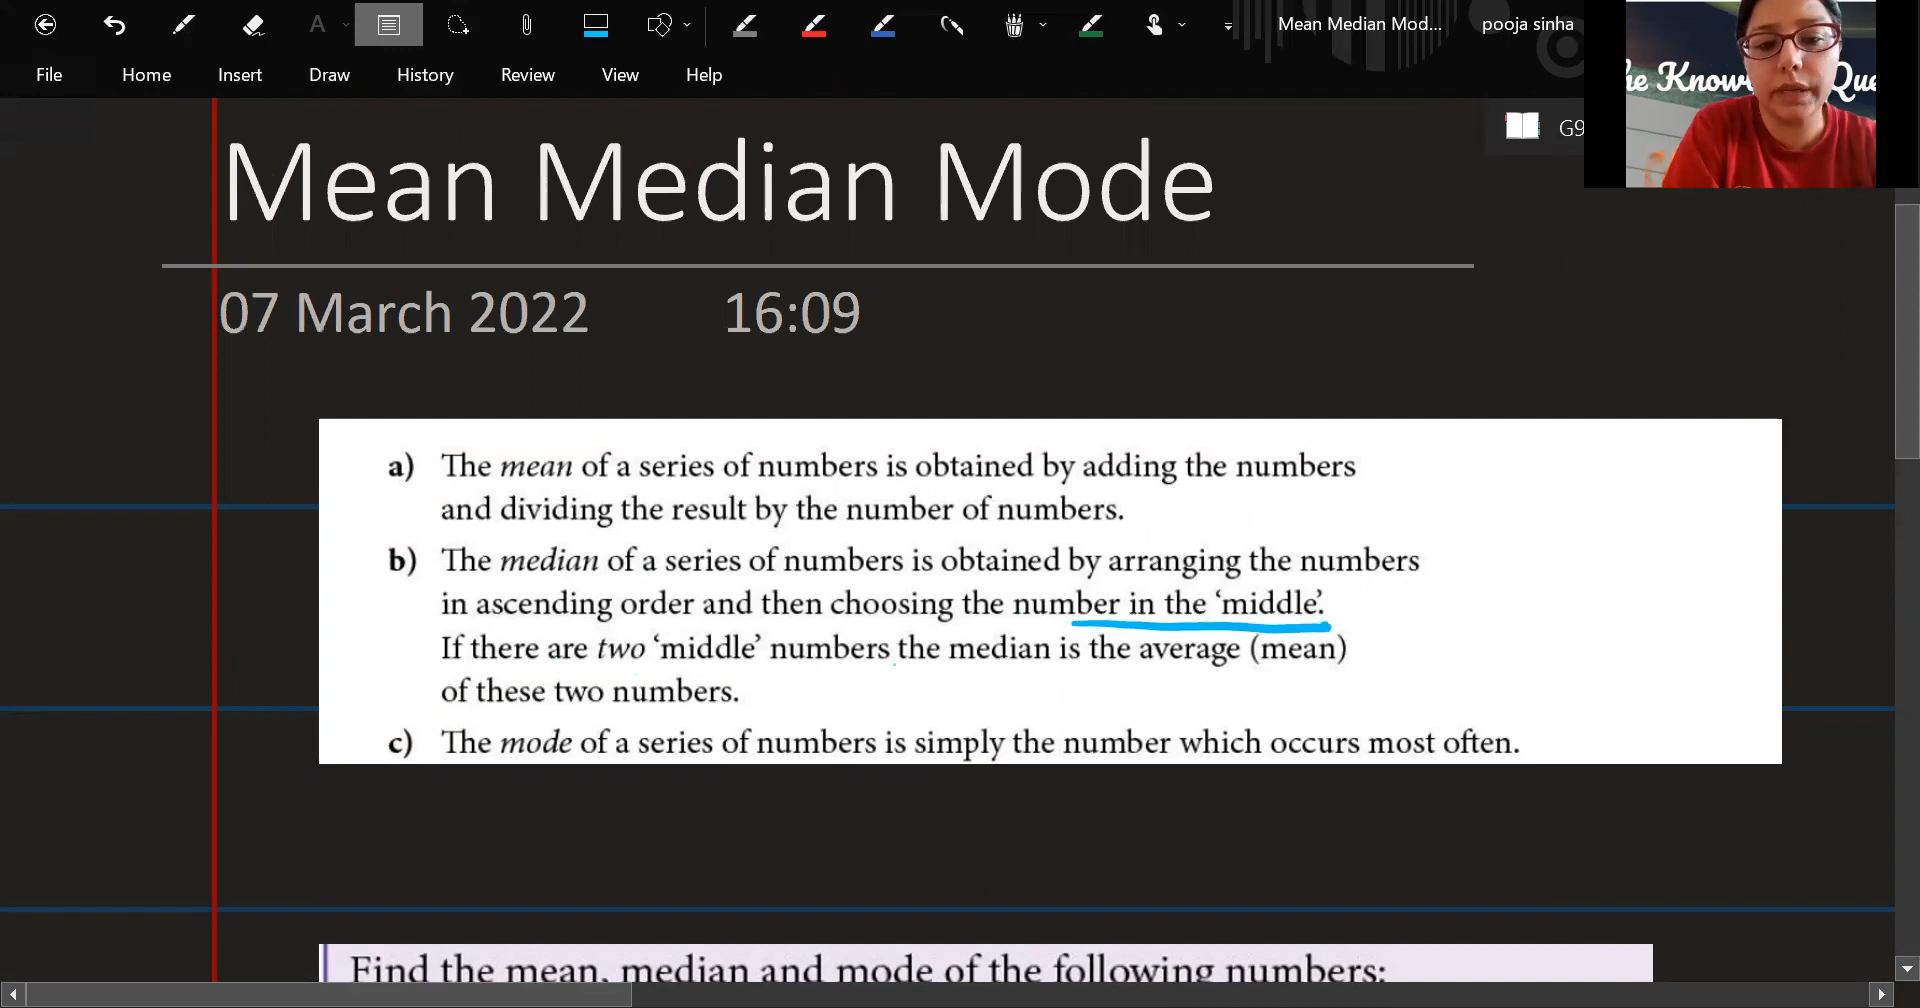 Mean Median Mod...
pooja sinha
File Home Insert Draw History Review View Help
G9
Mean Median Mode
07 March 2022 16:09
a) The mean of a series of numbers is obtained by adding the numbers
and dividing the result by the number of numbers.
b) The median of a series of numbers is obtained by arranging the numbers
in ascending order and then choosing the number in the ‘middle’.
If there are two ‘middle’ numbers the median is the average (mean)
of these two numbers.
c) The mode of a series of numbers is simply the number which occurs most often.
Find the mean, median and mode of the following numbers: